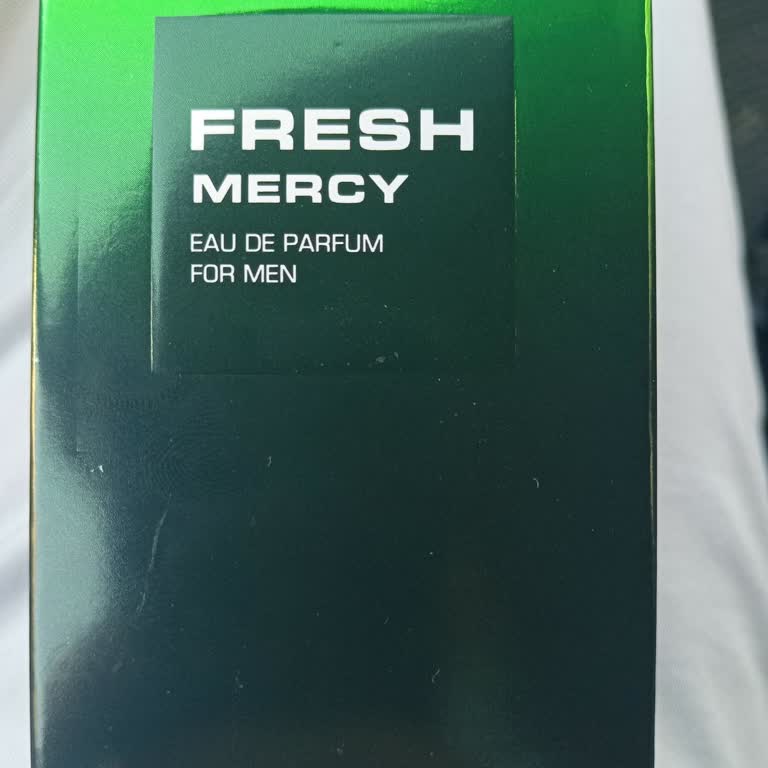 FRESH
MERCY
EAU DE PARFUM
FOR MEN